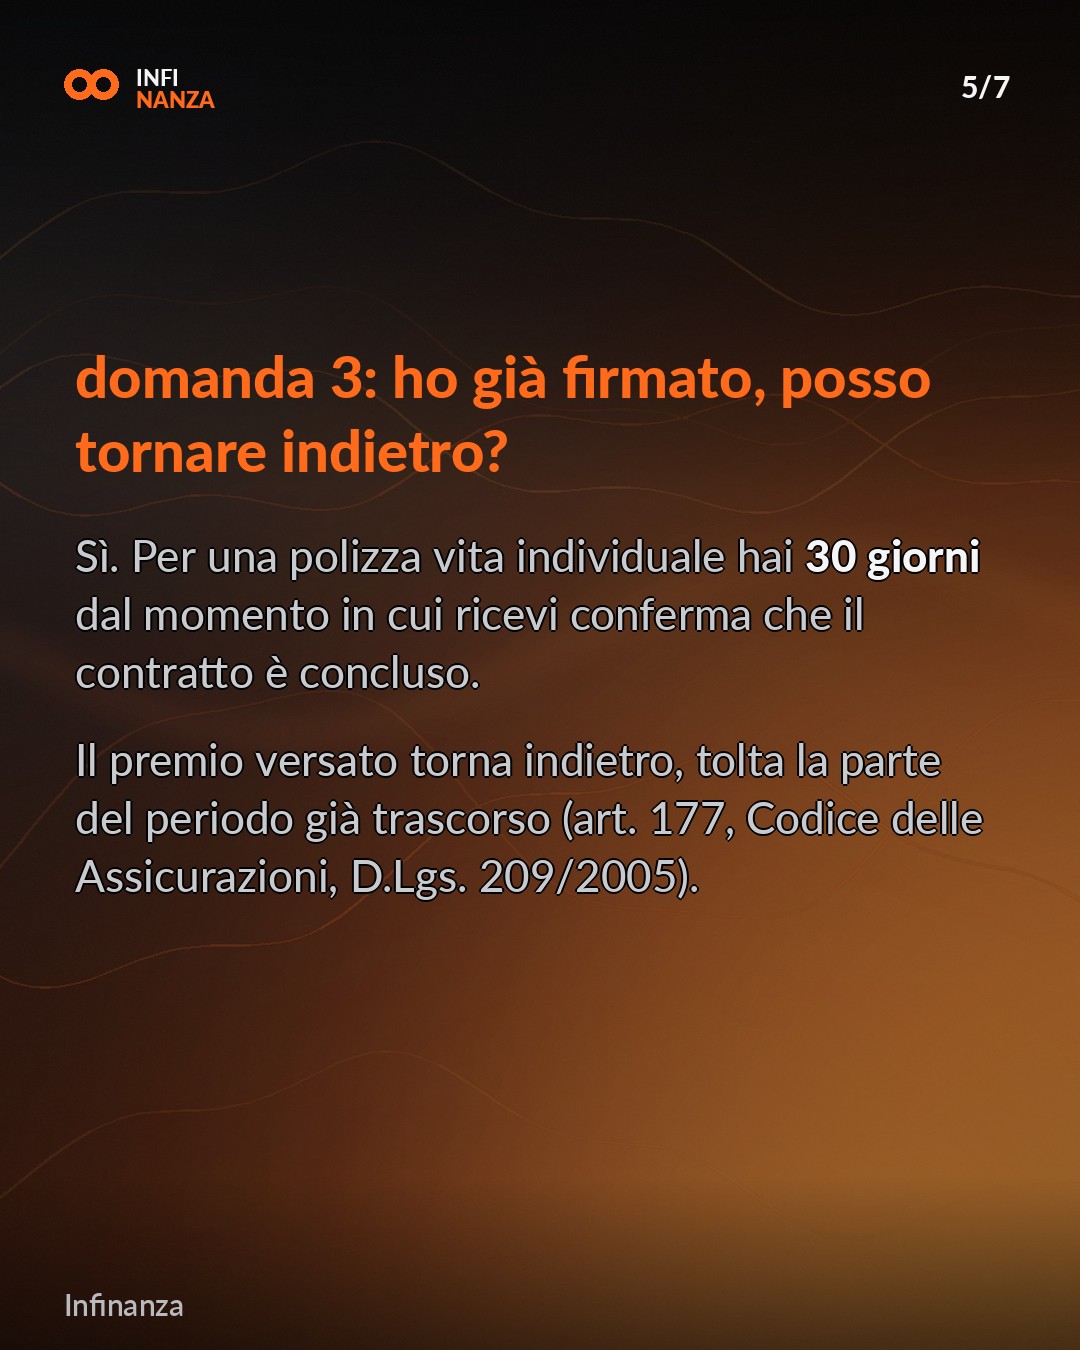 INFI
NANZA
5/7
domanda 3: ho già firmato, posso
tornare indietro?
Sì. Per una polizza vita individuale hai 30 giorni
dal momento in cui ricevi conferma che il
contratto è concluso.
Il premio versato torna indietro, tolta la parte
del periodo già trascorso (art. 177, Codice delle
Assicurazioni, D.Lgs. 209/2005).
Infinanza